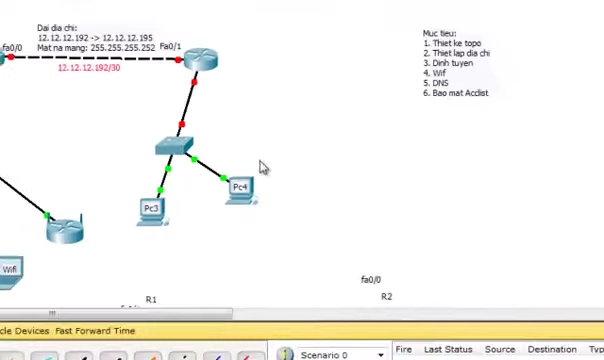 Dai dia chi:
12.12.12.192 -> 12.12.12.195
Mat na mang: 255.255.255.252
fa0/0
Fa0/1
12.12.12.192/30
Muc tieu:
1. Thiet ke topo
2. Thiet lap dia chi
3. Dinh tuyen
4. Wif
5. DNS
6. Bao mat Acclist
Pc4
Pc3
Wifi
fa0/0
R1
R2
cle Devices Fast Forward Time
Scenario 0
Fire Last Status Source Destination Typ